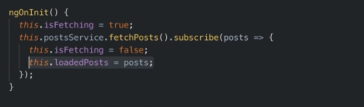 ngOnInit() {
this.isFetching = true;
this.postsService.fetchPosts().subscribe(posts => {
this.isFetching = false;
this.loadedPosts = posts;
});
}